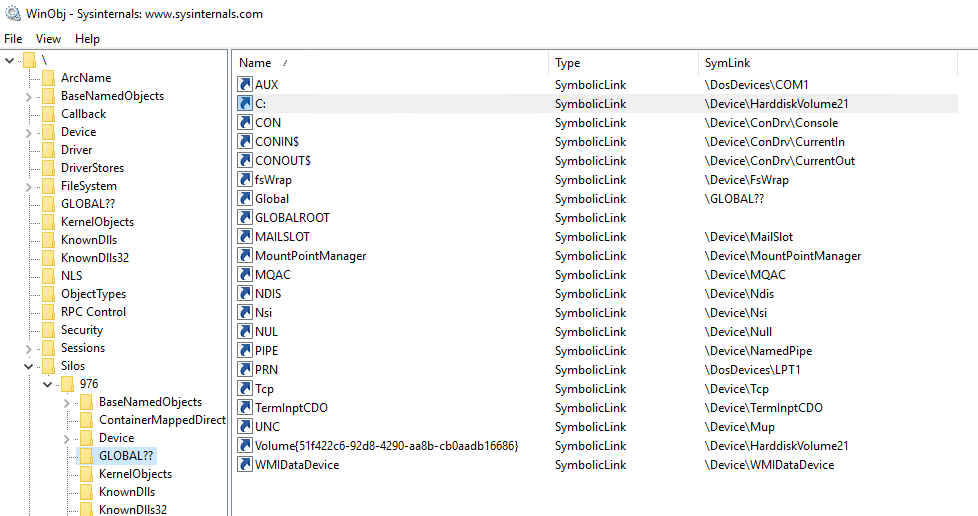 WinObj - Sysinternals: www.sysinternals.com
File View Help
\
ArcName
BaseNamedObjects
Callback
Device
Driver
DriverStores
FileSystem
GLOBAL??
KernelObjects
KnownDlls
KnownDlls32
NLS
ObjectTypes
RPC Control
Security
Sessions
Silos
976
BaseNamedObjects
ContainerMappedDirect
Device
GLOBAL??
KernelObjects
KnownDlls
KnownDlls32
Name / Type SymLink
AUX SymbolicLink \DosDevices\COM1
C: SymbolicLink \Device\HarddiskVolume21
CON SymbolicLink \Device\ConDrv\Console
CONIN$ SymbolicLink \Device\ConDrv\CurrentIn
CONOUT$ SymbolicLink \Device\ConDrv\CurrentOut
fsWrap SymbolicLink \Device\FsWrap
Global SymbolicLink \GLOBAL??
GLOBALROOT SymbolicLink
MAILSLOT SymbolicLink \Device\MailSlot
MountPointManager SymbolicLink \Device\MountPointManager
MQAC SymbolicLink \Device\MQAC
NDIS SymbolicLink \Device\Ndis
Nsi SymbolicLink \Device\Nsi
NUL SymbolicLink \Device\Null
PIPE SymbolicLink \Device\NamedPipe
PRN SymbolicLink \DosDevices\LPT1
Tcp SymbolicLink \Device\Tcp
TermInptCDO SymbolicLink \Device\TermInptCDO
UNC SymbolicLink \Device\Mup
Volume{51f422c6-92d8-4290-aa8b-cb0aadb16686} SymbolicLink \Device\HarddiskVolume21
WMIDataDevice SymbolicLink \Device\WMIDataDevice